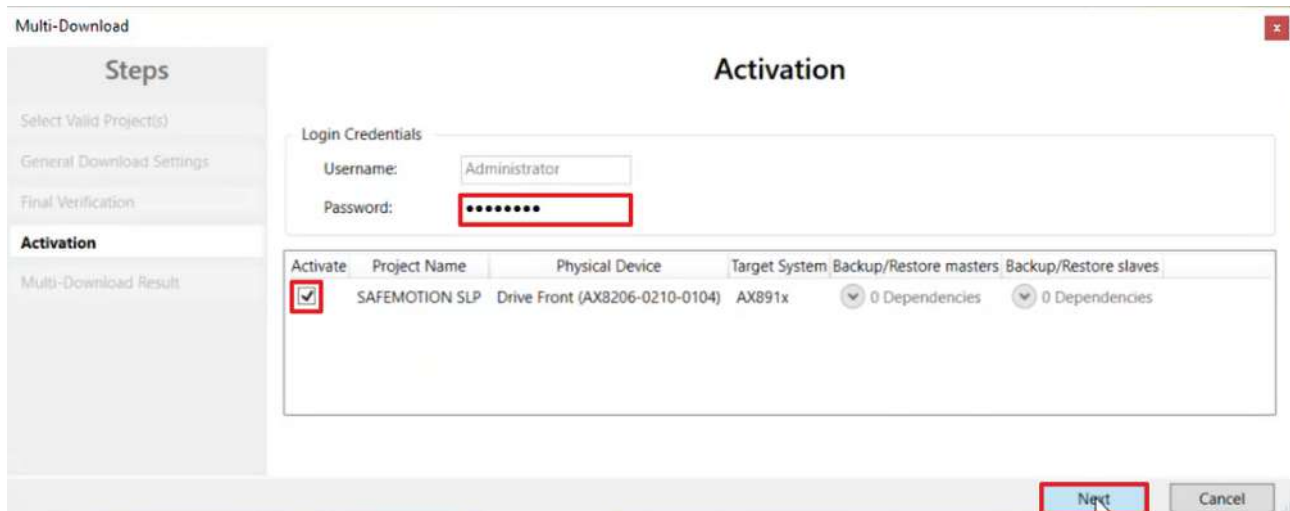 Multi-Download
x
Steps
Select Valid Project(s)
General Download Settings
Final Verification
Activation
Multi-Download Result
Activation
Login Credentials
Username: Administrator
Password: ●●●●●●●●
Activate Project Name Physical Device Target System Backup/Restore masters Backup/Restore slaves
SAFEMOTION SLP Drive Front (AX8206-0210-0104) AX891x 0 Dependencies 0 Dependencies
Next Cancel